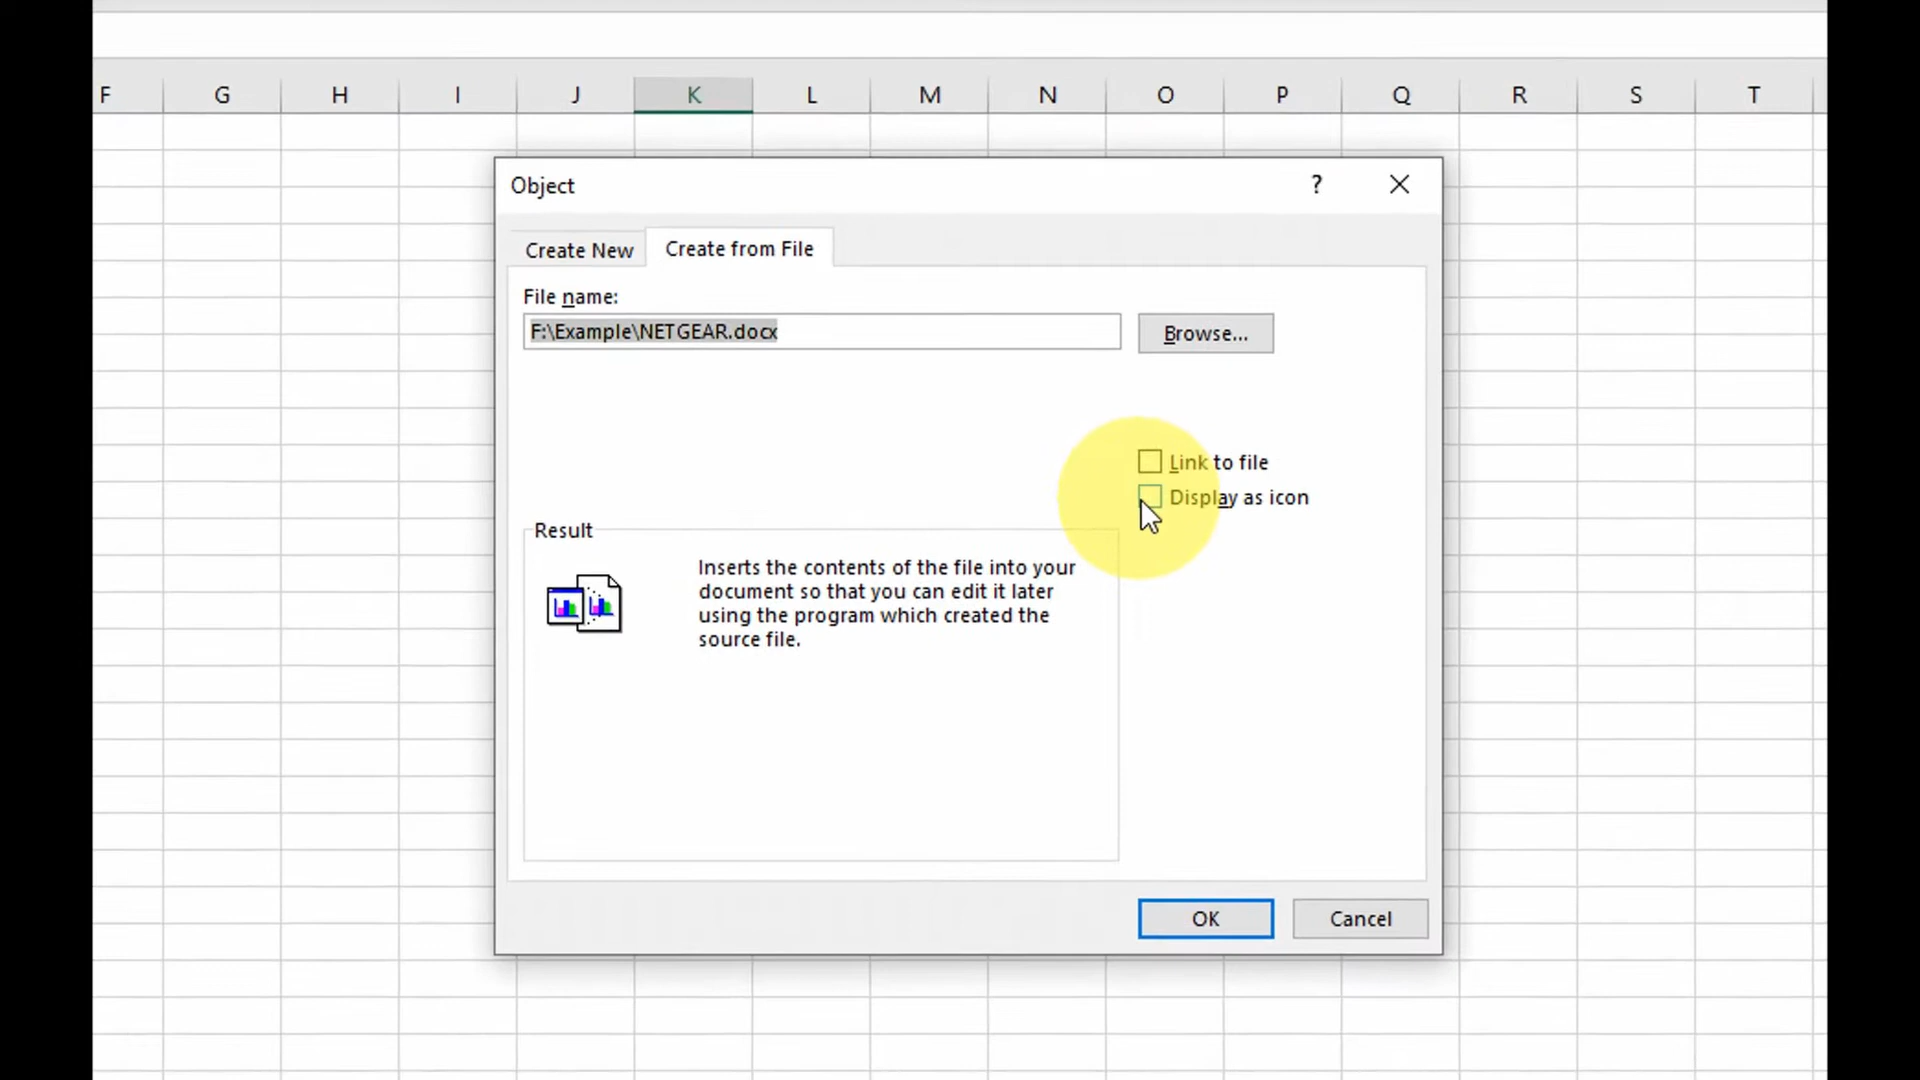 F G H I J K L M N O P Q R S T
Object ?
Create New Create from File
File name:
F:\Example\NETGEAR.docx Browse...
Link to file
Display as icon
Result
Inserts the contents of the file into your
document so that you can edit it later
using the program which created the
source file.
OK Cancel